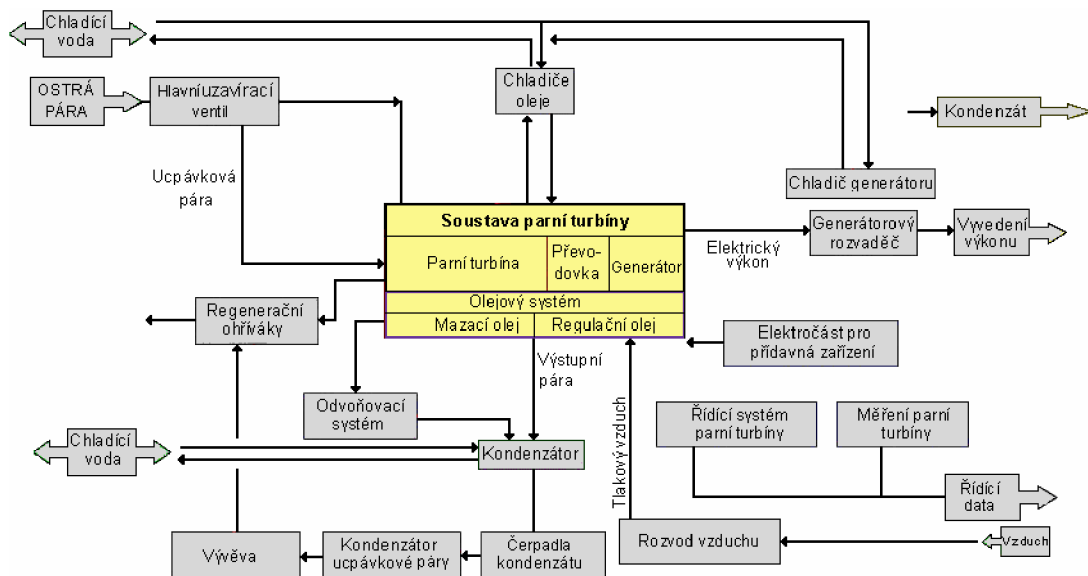 Chladící
voda
OSTRÁ
PÁRA
Hlavníuzavírací
ventil
Chladiče
oleje
Kondenzát
Ucpávková
pára
Chladič generátoru
Soustava parní turbíny
Parní turbína
Převo-
dovka
Generátor
Olejový systém
Mazací olej
Regulační olej
Elektrický
výkon
Generátorový
rozvaděč
Vyvedení
výkonu
Regenerační
ohříváky
Výstupní
pára
Elektročást pro
přídavná zařízení
Odvoňovací
systém
Tlakový vzduch
Řídící systém
parní turbíny
Měření parní
turbíny
Chladící
voda
Kondenzátor
Řídící
data
Vývěva
Kondenzátor
ucpávkové páry
Čerpadla
kondenzátu
Rozvod vzduchu
Vzduch